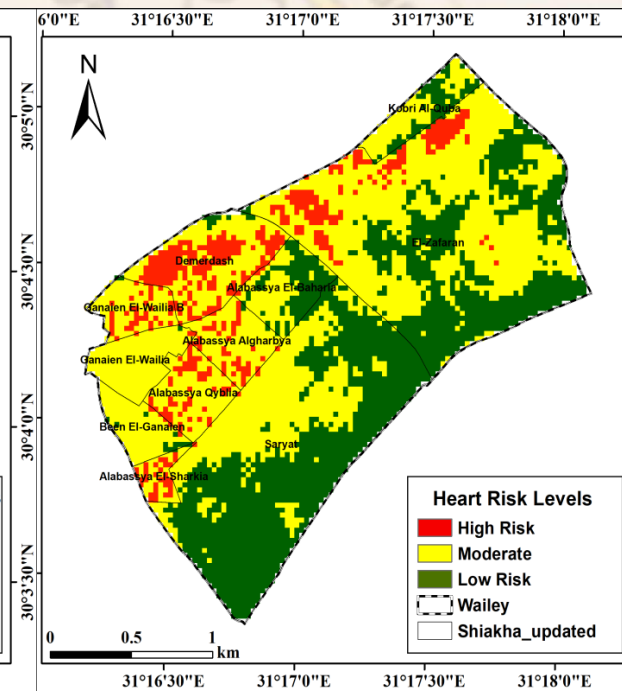 6'0"E 31°16'30"E 31°17'0"E 31°17'30"E 31°18'0"E
N
30°5'0"N
30°4'30"N
30°4'0"N
30°3'30"N
Kobri Al-Quba
El-Zafaran
Demerdash
Alabassya El-Baharia
Ganaien El-Wailia B
Alabassya Algharbya
Ganaien El-Wailia
Alabassya Qyblia
Been El-Ganaien
Saryat
Alabassya El-Sharkia
Heart Risk Levels
High Risk
Moderate
Low Risk
Wailey
Shiakha_updated
0 0.5 1
km
31°16'30"E 31°17'0"E 31°17'30"E 31°18'0"E